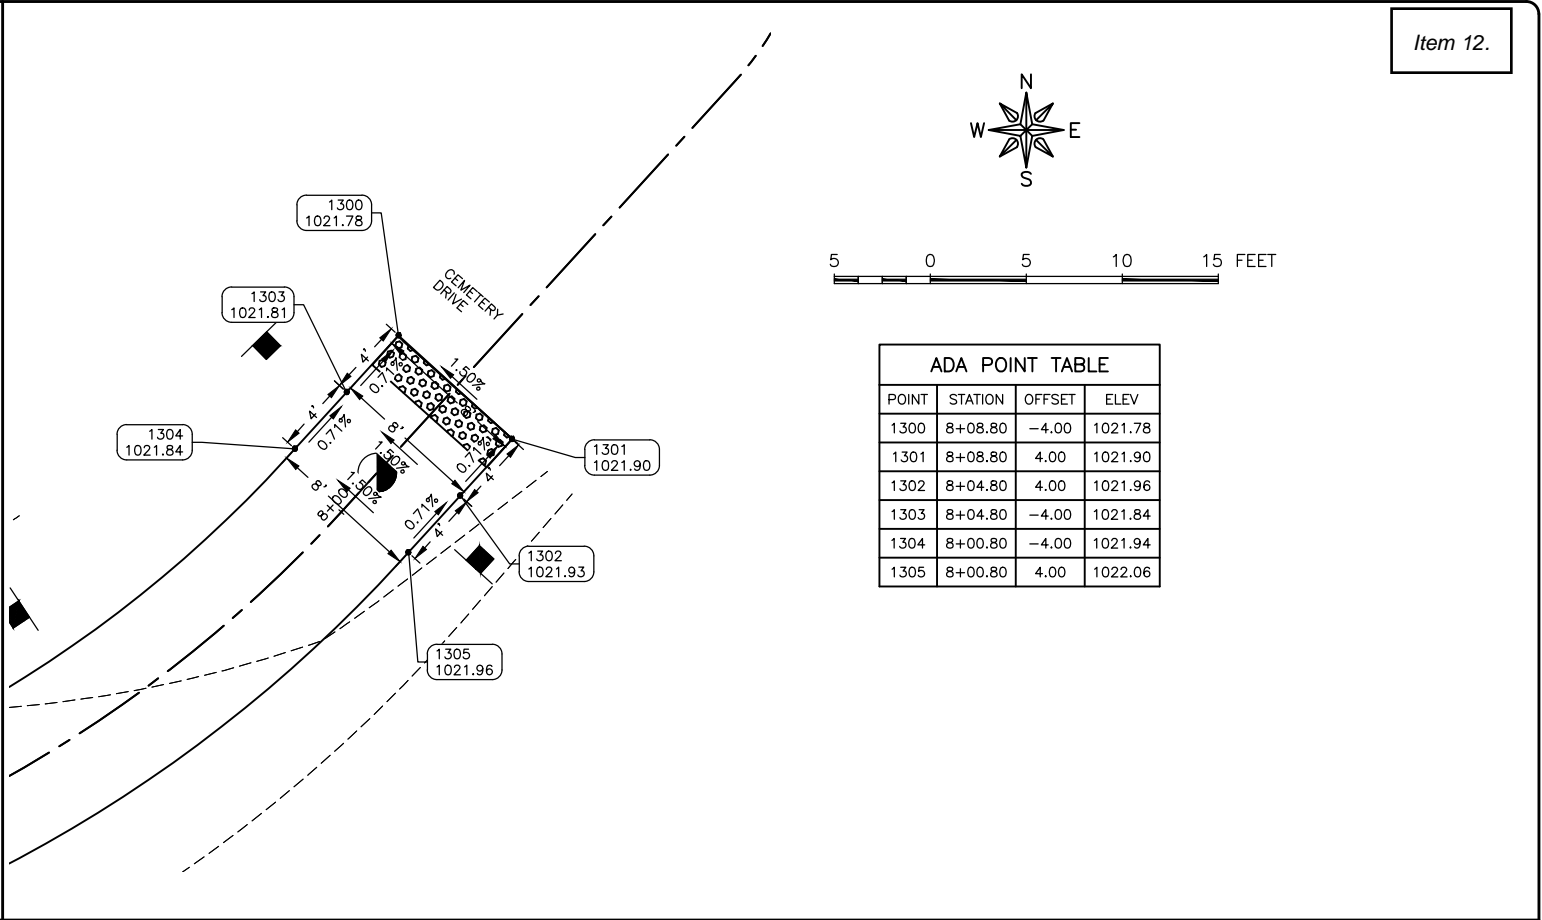 Item 12.
N
W E
S
1300
1021.78
5 0 5 10 15 FEET
CEMETERY
DRIVE
1303
1021.81
4'
0.71%
1.50%
8'
4'
0.71%
8'
1.50%
1304
1021.84
0.71%
4'
1301
1021.90
8'
1.50%
8+00
0.71%
4'
1302
1021.93
1305
1021.96
ADA POINT TABLE
POINT STATION OFFSET ELEV
1300 8+08.80 −4.00 1021.78
1301 8+08.80 4.00 1021.90
1302 8+04.80 4.00 1021.96
1303 8+04.80 −4.00 1021.84
1304 8+00.80 −4.00 1021.94
1305 8+00.80 4.00 1022.06